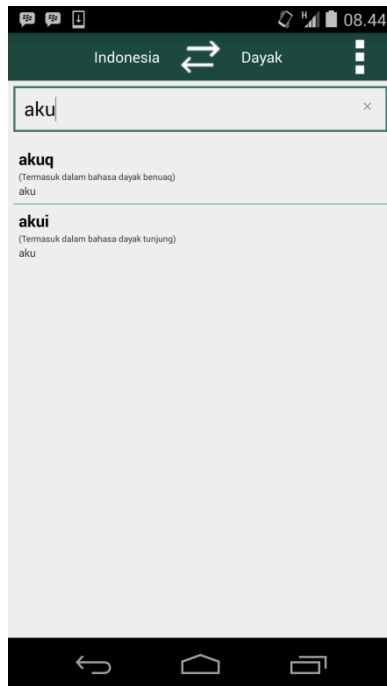 H 08.44
Indonesia Dayak
aku ×
akuq
(Termasuk dalam bahasa dayak benuaq)
aku
akui
(Termasuk dalam bahasa dayak tunjung)
aku